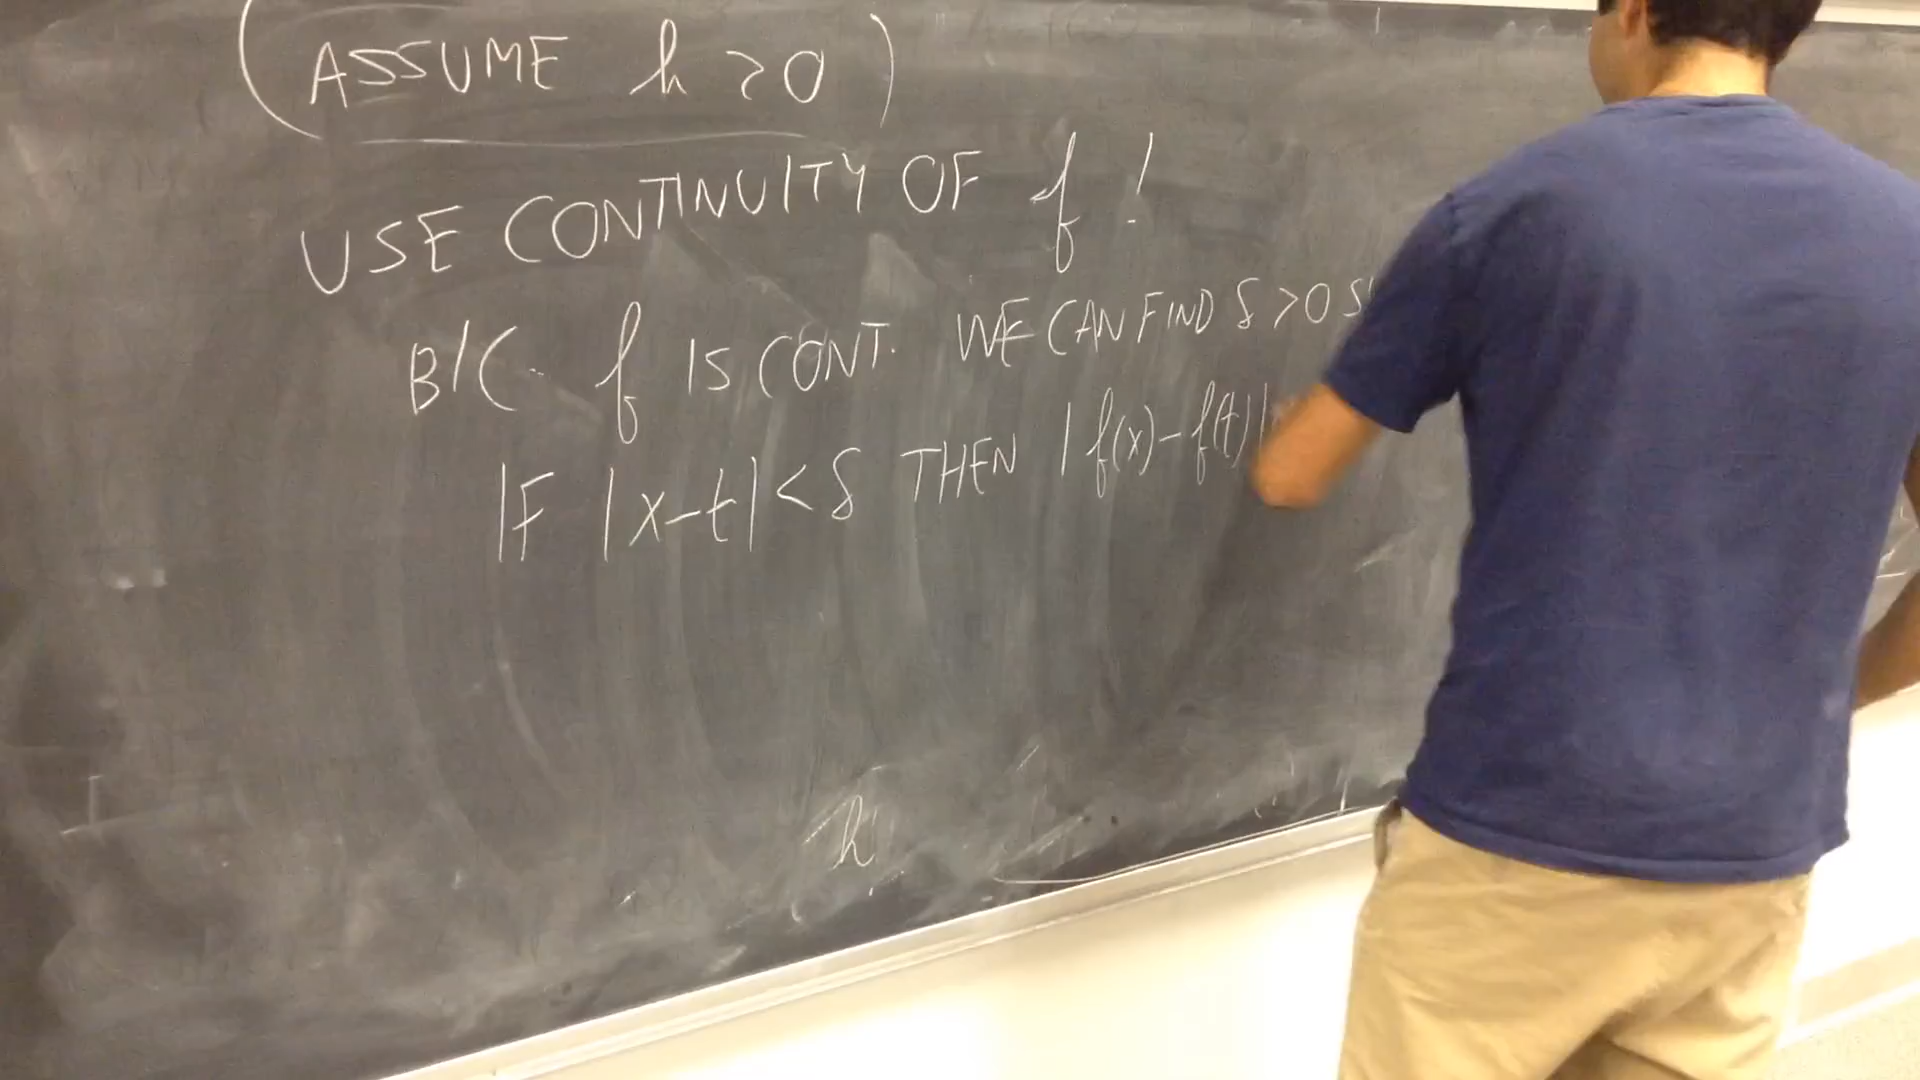 (ASSUME h > 0)
USE CONTINUITY OF f !
B/C f IS CONT. WE CAN FIND δ > 0
IF |x-t| < δ THEN |f(x) - f(t)|
h